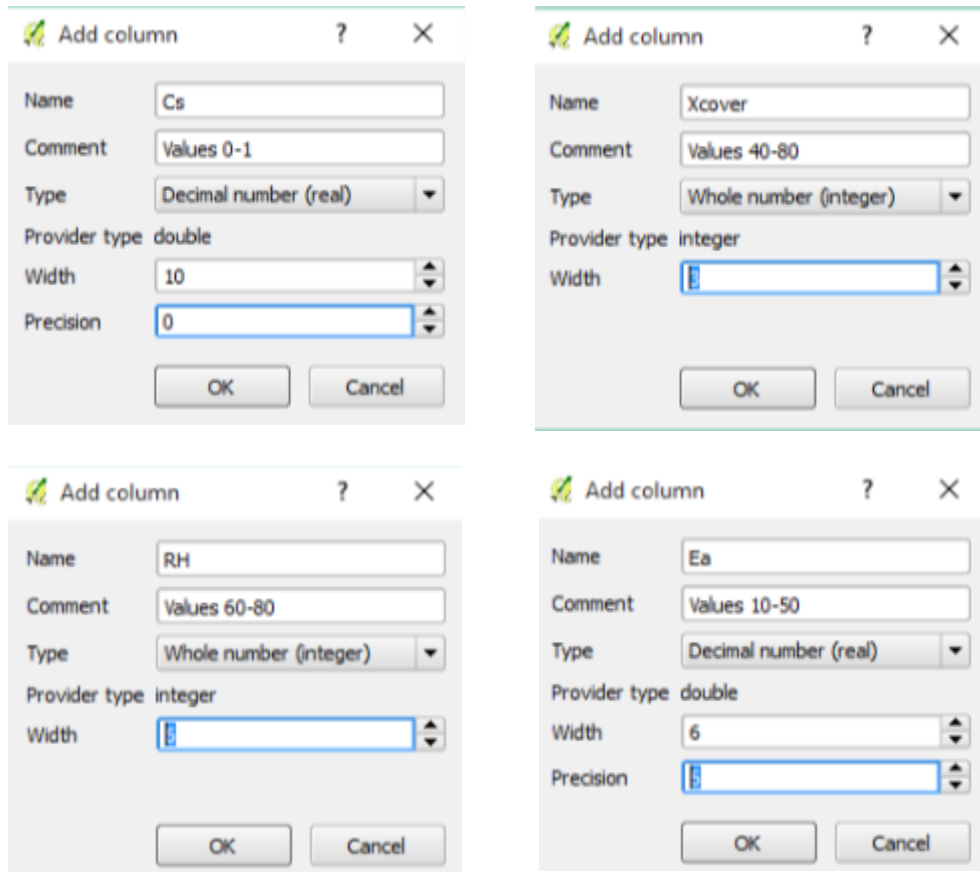 Add column ? ×
Name Cs
Comment Values 0-1
Type Decimal number (real)
Provider type double
Width 10
Precision 0
OK Cancel
Add column ? ×
Name Xcover
Comment Values 40-80
Type Whole number (integer)
Provider type integer
Width 3
OK Cancel
Add column ? ×
Name RH
Comment Values 60-80
Type Whole number (integer)
Provider type integer
Width 5
OK Cancel
Add column ? ×
Name Ea
Comment Values 10-50
Type Decimal number (real)
Provider type double
Width 6
Precision 5
OK Cancel